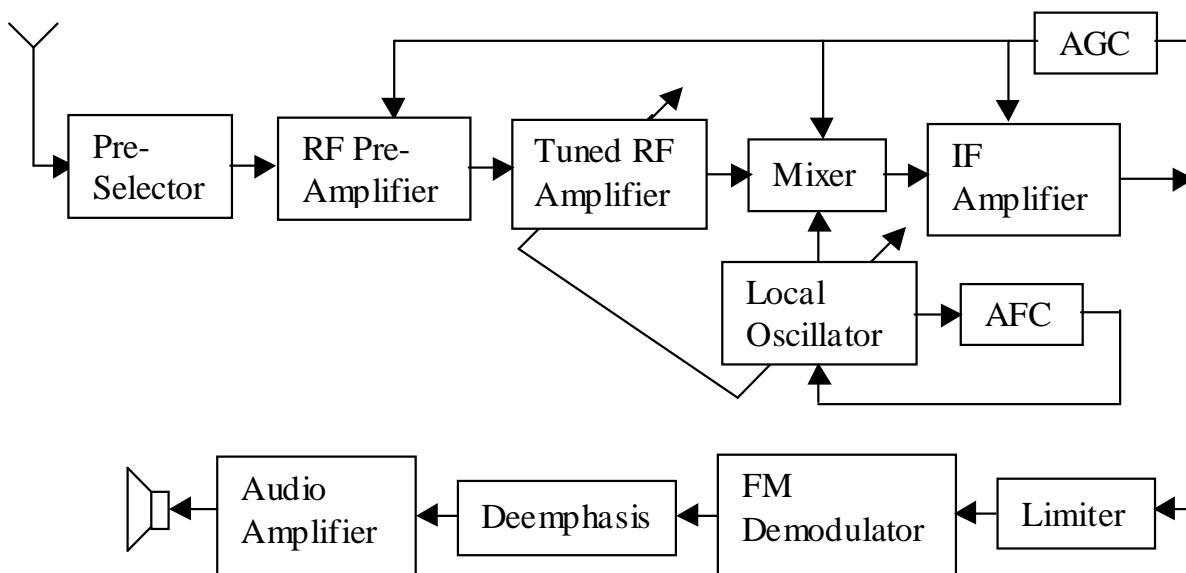 AGC
Pre-
Selector
RF Pre-
Amplifier
Tuned RF
Amplifier
Mixer
IF
Amplifier
Local
Oscillator
AFC
Audio
Amplifier
Deemphasis
FM
Demodulator
Limiter